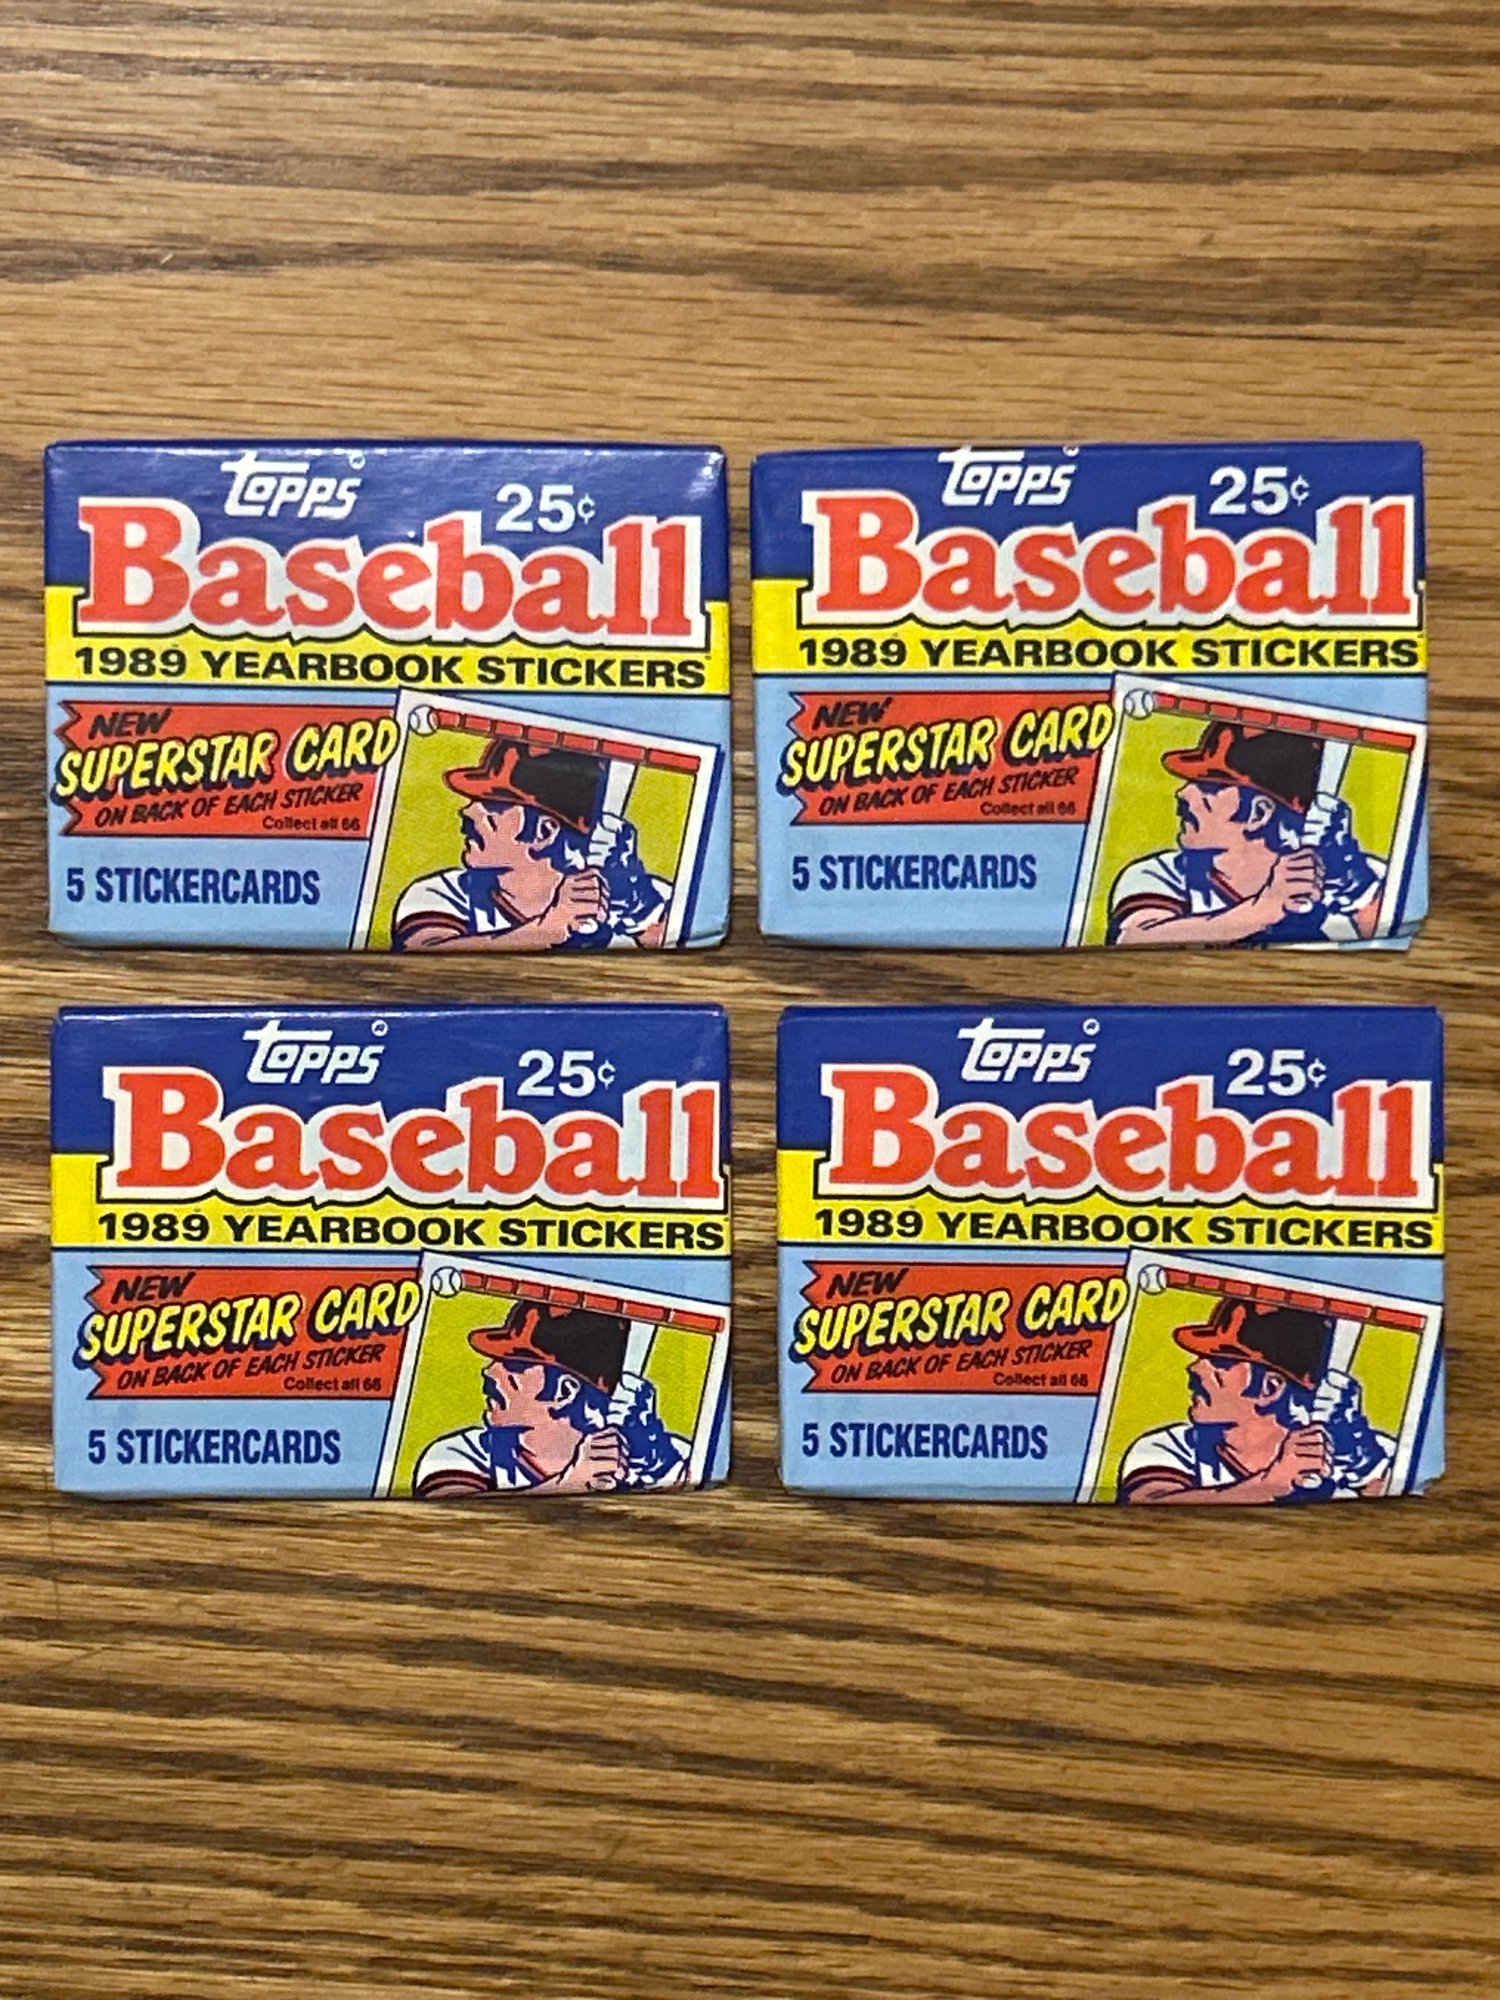 Topps®
25¢
Baseball
1989 YEARBOOK STICKERS
NEW
SUPERSTAR CARD
ON BACK OF EACH STICKER
Collect all 66
5 STICKERCARDS
Topps®
25¢
Baseball
1989 YEARBOOK STICKERS
NEW
SUPERSTAR CARD
ON BACK OF EACH STICKER
Collect all 66
5 STICKERCARDS
Topps®
25¢
Baseball
1989 YEARBOOK STICKERS
NEW
SUPERSTAR CARD
ON BACK OF EACH STICKER
Collect all 66
5 STICKERCARDS
Topps®
25¢
Baseball
1989 YEARBOOK STICKERS
NEW
SUPERSTAR CARD
ON BACK OF EACH STICKER
Collect all 66
5 STICKERCARDS